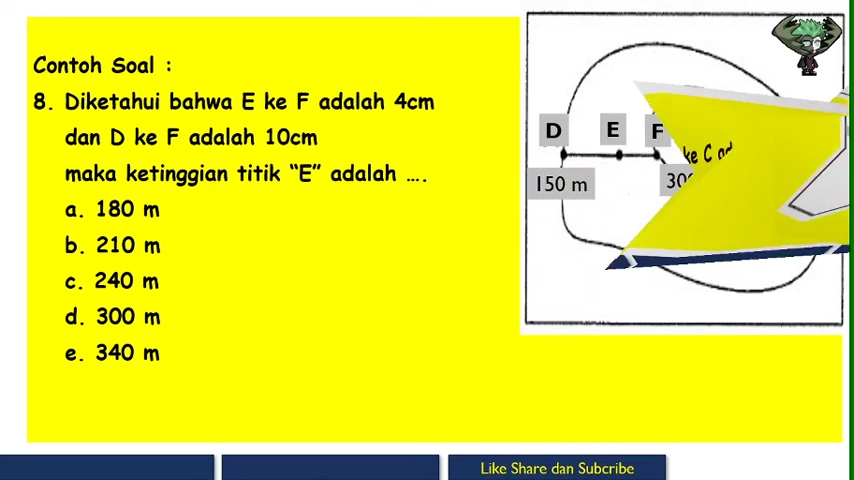 Contoh Soal :
8. Diketahui bahwa E ke F adalah 4cm
dan D ke F adalah 10cm
maka ketinggian titik “E” adalah ....
a. 180 m
b. 210 m
c. 240 m
d. 300 m
e. 340 m
D E F
ke C
150 m
Like Share dan Subcribe